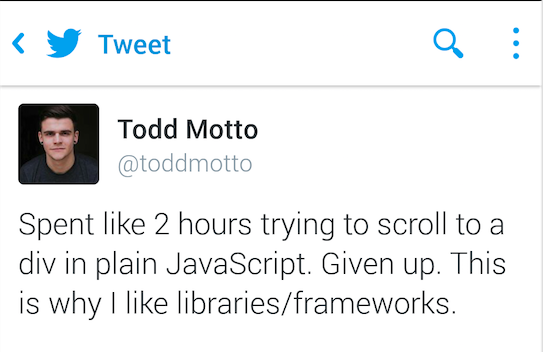 Tweet
Todd Motto
@toddmotto
Spent like 2 hours trying to scroll to a
div in plain JavaScript. Given up. This
is why I like libraries/frameworks.